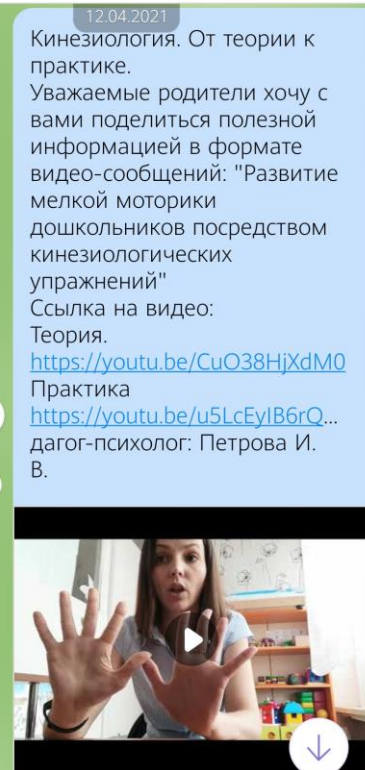 12.04.2021
Кинезиология. От теории к
практике.
Уважаемые родители хочу с
вами поделиться полезной
информацией в формате
видео-сообщений: "Развитие
мелкой моторики
дошкольников посредством
кинезиологических
упражнений"
Ссылка на видео:
Теория.
https://youtu.be/CuO38HjXdM0
Практика
https://youtu.be/u5LcEyIB6rQ...
дагог-психолог: Петрова И.
В.